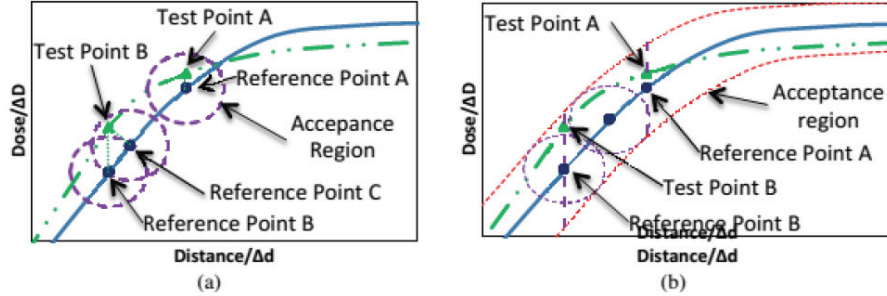 Test Point A
Test Point B
Reference Point A
Accepance
Region
Reference Point C
Reference Point B
Dose/ΔD
Distance/Δd
(a)
Test Point A
Acceptance
region
Reference Point A
Test Point B
Reference Point B
Dose/ΔD
Distance/Δd
Distance/Δd
(b)